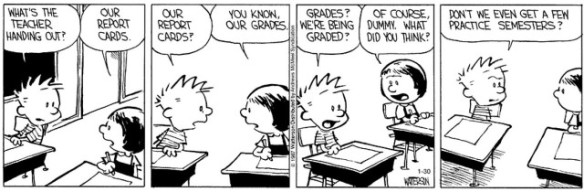 WHAT'S THE
TEACHER
HANDING OUT?
OUR
REPORT
CARDS.
OUR
REPORT
CARDS?
YOU KNOW,
OUR GRADES.
GRADES?
WE'RE BEING
GRADED?
OF COURSE,
DUMMY. WHAT
DID YOU THINK?
DON'T WE EVEN GET A FEW
PRACTICE SEMESTERS?
1-30
WATTERSON